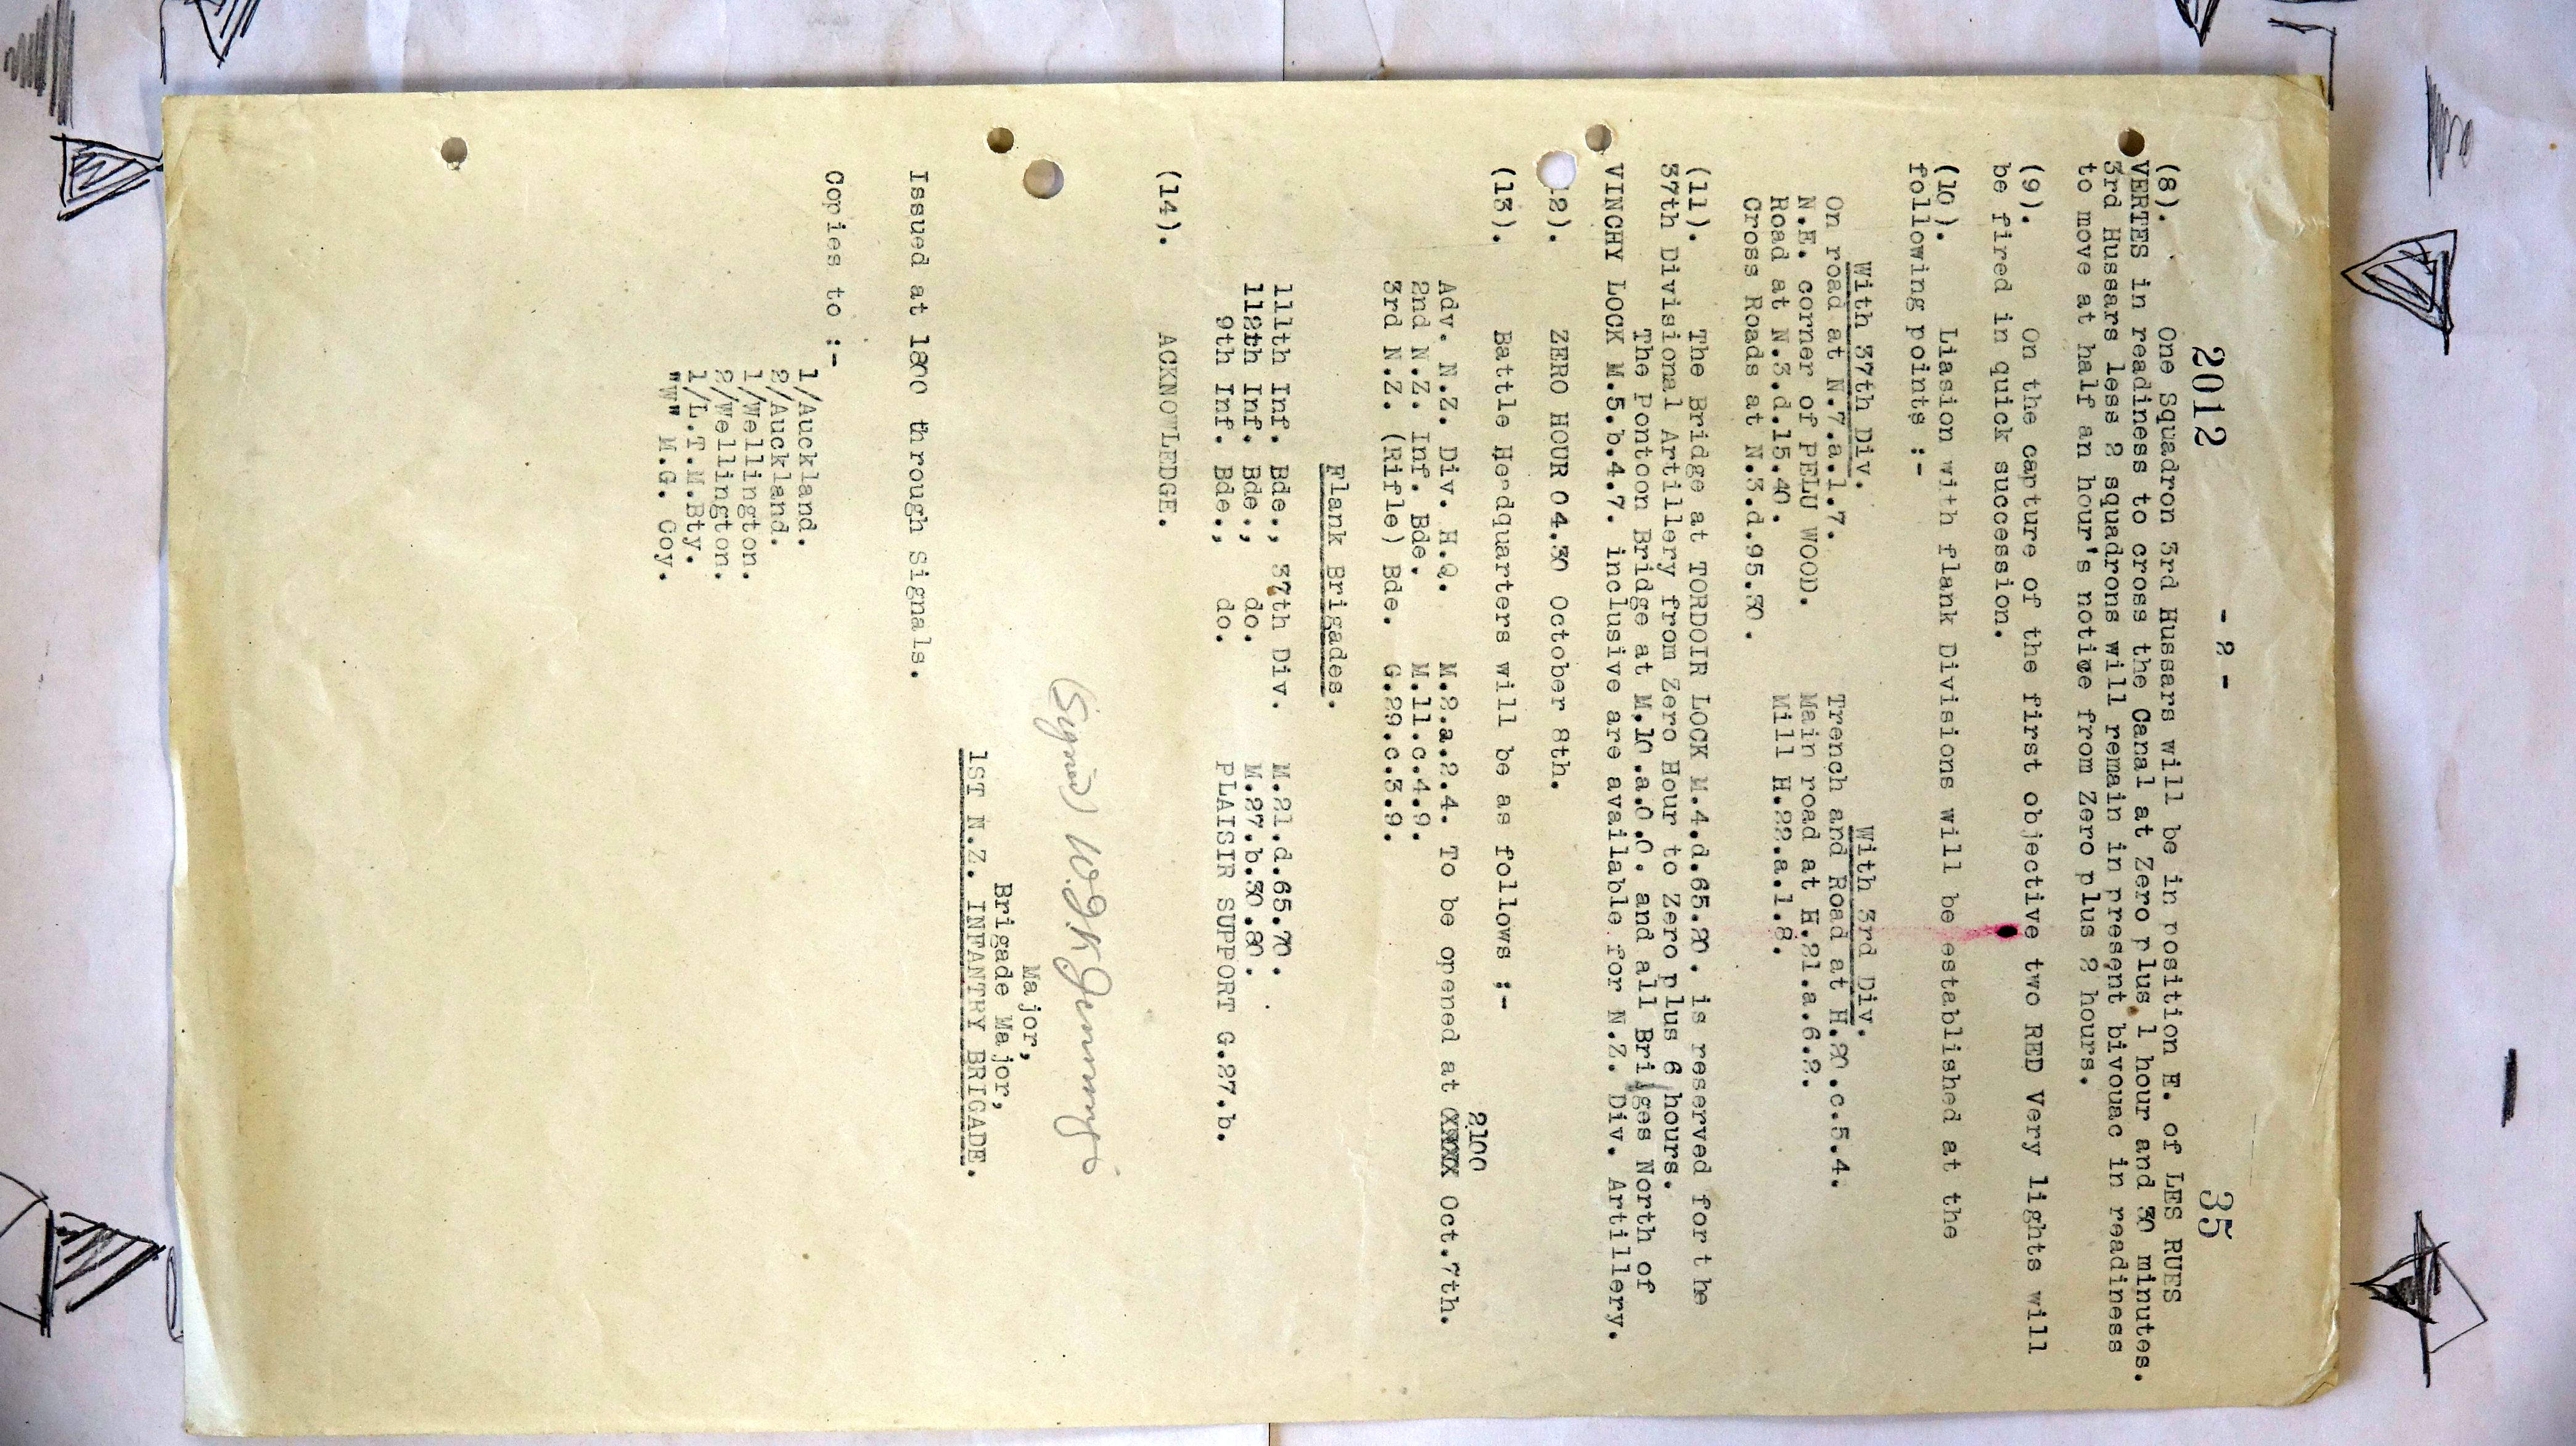 2012 - 2 - 35
(8). One Squadron 3rd Hussars will be in position E. of LES RUES
VERTES in readiness to cross the Canal at Zero plus 1 hour and 30 minutes.
3rd Hussars less 2 squadrons will remain in present bivouac in readiness
to move at half an hour's notice from Zero plus 2 hours.
(9). On the capture of the first objective two RED Very lights will
be fired in quick succession.
(10). Liasion with flank Divisions will be established at the
following points :-
With 37th Div. With 3rd Div.
On road at N.7.a.1.7. Trench and Road at H.20.c.5.4.
N.E. corner of PELU WOOD. Main road at H.21.a.6.2.
Road at N.3.d.15.40. Mill H.22.a.1.8.
Cross Roads at N.3.d.95.30.
(11). The Bridge at TORDOIR LOCK M.4.d.65.20. is reserved for the
37th Divisional Artillery from Zero Hour to Zero plus 6 hours.
The Pontoon Bridge at M.10.a.0.0. and all Bridges North of
VINCHY LOCK M.5.b.4.7. inclusive are available for N.Z. Div. Artillery.
12). ZERO HOUR 04.30 October 8th.
(13). Battle Headquarters will be as follows :-
2100
Adv. N.Z. Div. H.Q. M.2.a.2.4. To be opened at XXXX Oct.7th.
2nd N.Z. Inf. Bde. M.11.c.4.9.
3rd N.Z. (Rifle) Bde. G.29.c.3.9.
Flank Brigades.
111th Inf. Bde., 37th Div. M.21.d.65.70.
112th Inf. Bde., do. M.27.b.30.80.
9th Inf. Bde., do. PLAISIR SUPPORT G.27.b.
(14). ACKNOWLEDGE.
(Signed) W.G.K Jennings
Major,
Brigade Major,
1ST N.Z. INFANTRY BRIGADE.
Issued at 1800 through Signals.
Copies to :-
1/Auckland.
2/Auckland.
1/Wellington.
2/Wellington.
1/L.T.M.Bty.
"W" M.G. Coy.